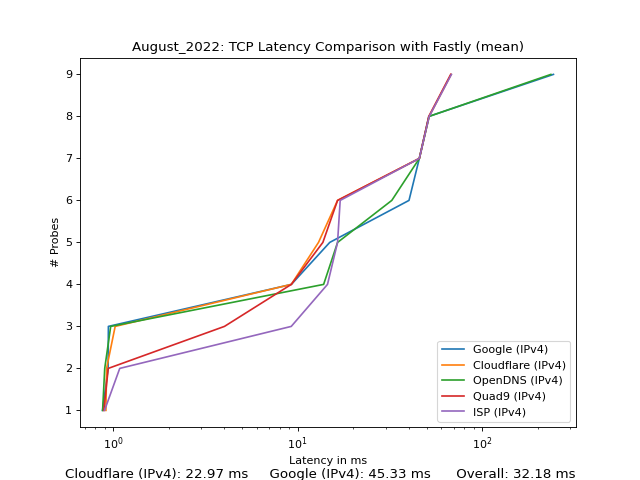 August_2022: TCP Latency Comparison with Fastly (mean)
9
8
7
6
5
4
3
2
1
# Probes
Google (IPv4)
Cloudflare (IPv4)
OpenDNS (IPv4)
Quad9 (IPv4)
ISP (IPv4)
10⁰ 10¹ 10²
Latency in ms
Cloudflare (IPv4): 22.97 ms Google (IPv4): 45.33 ms Overall: 32.18 ms